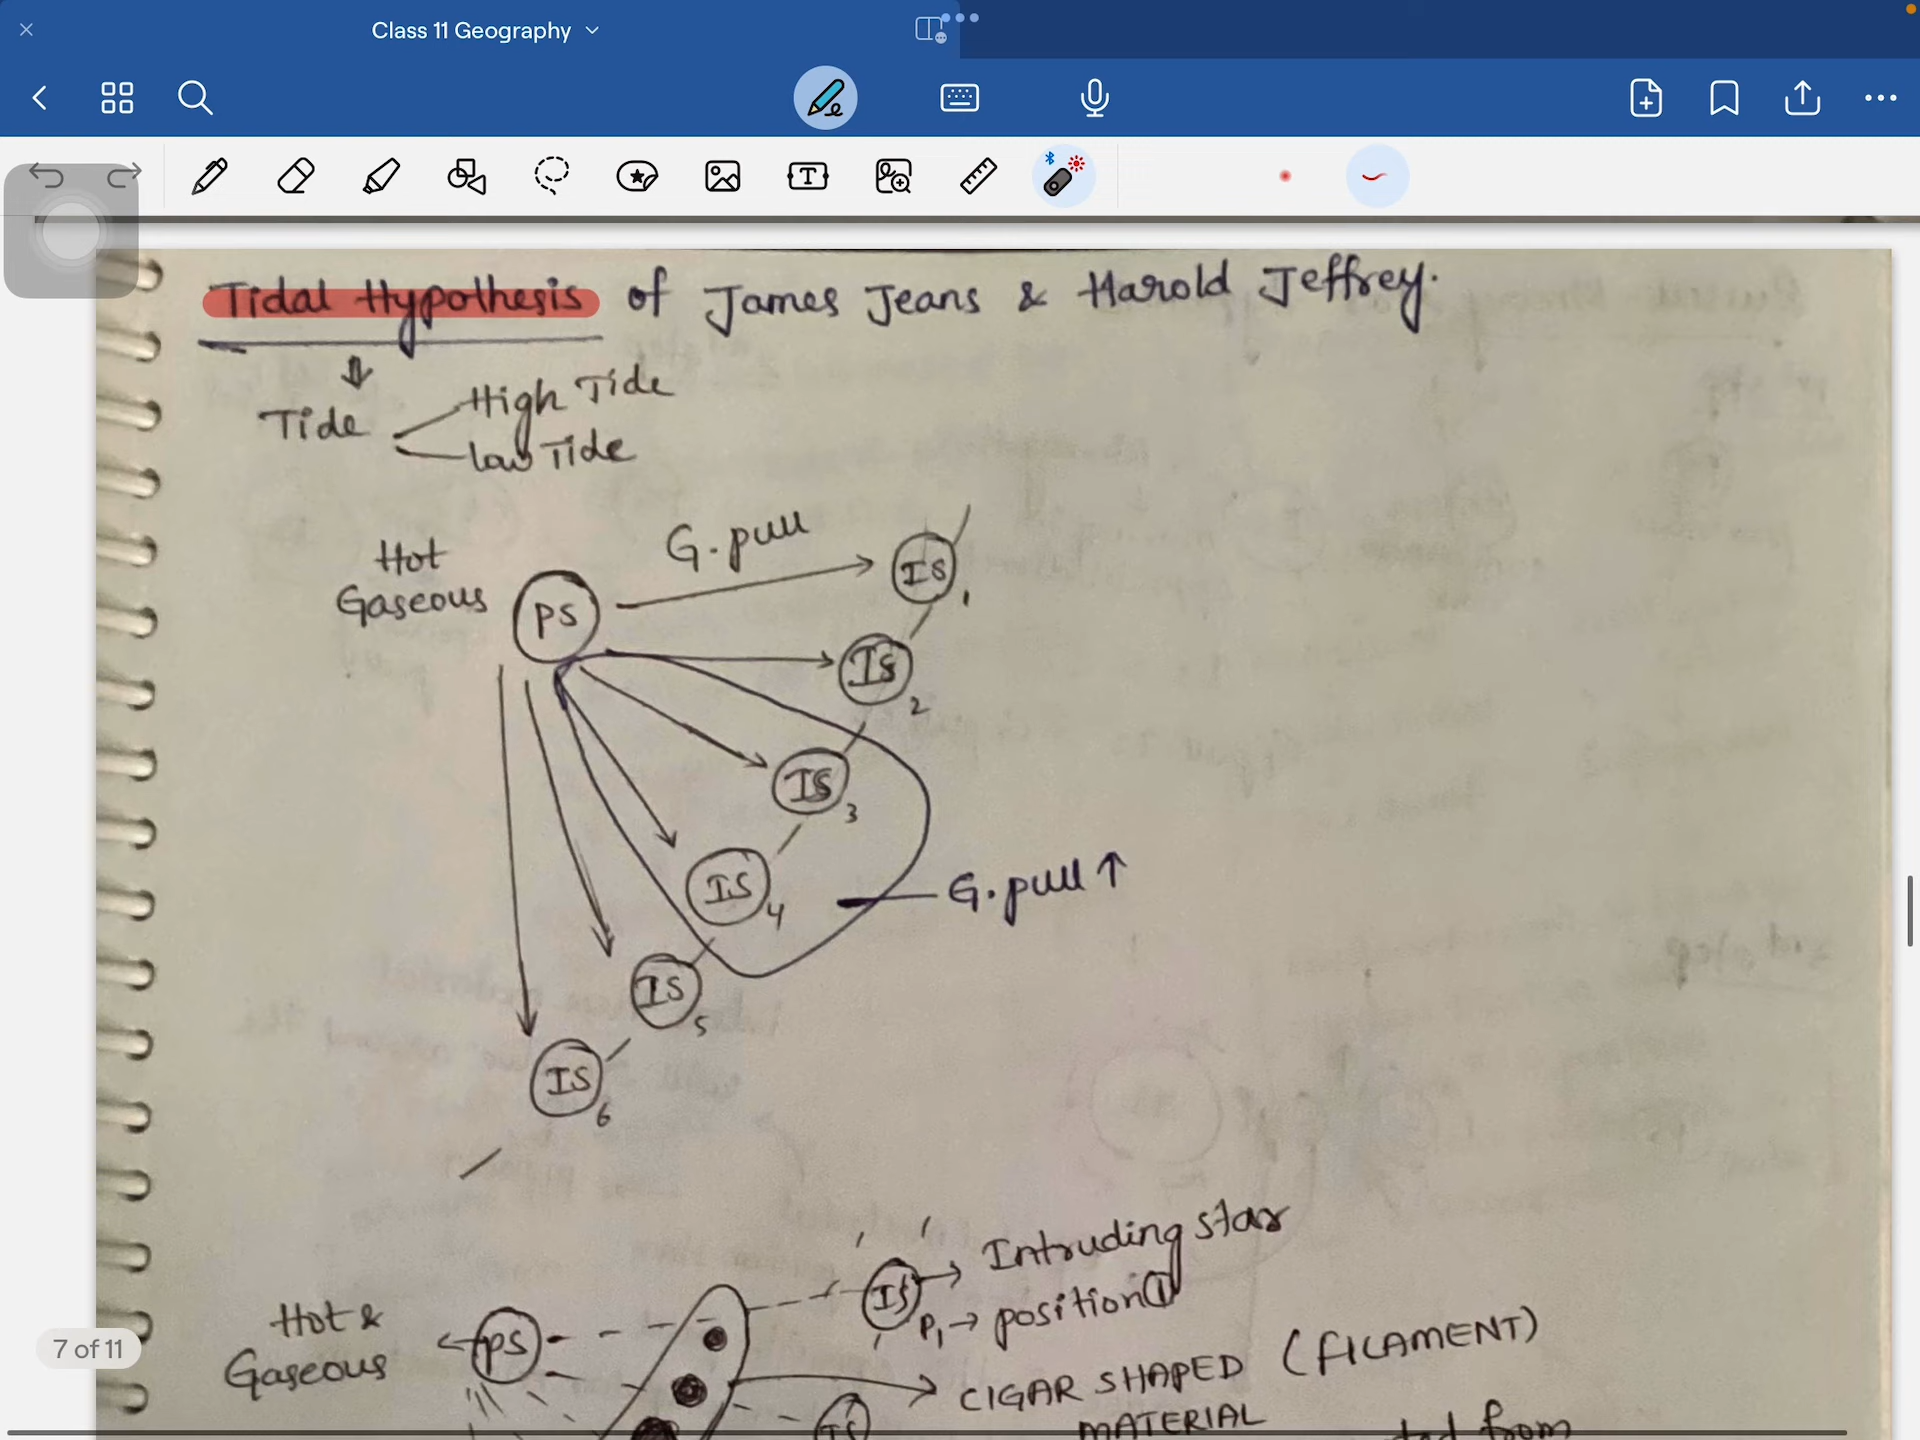 Class 11 Geography
Tidal Hypothesis of James Jeans & Harold Jeffrey.
Tide
High Tide
Low Tide
Hot
Gaseous
PS
G. pull
IS
1
IS
2
IS
3
IS
4
G. pull ↑
IS
5
IS
6
Intruding star
IS
P1 → position ①
Hot &
Gaseous
PS
CIGAR SHAPED (FILAMENT)
MATERIAL
IS
from
7 of 11